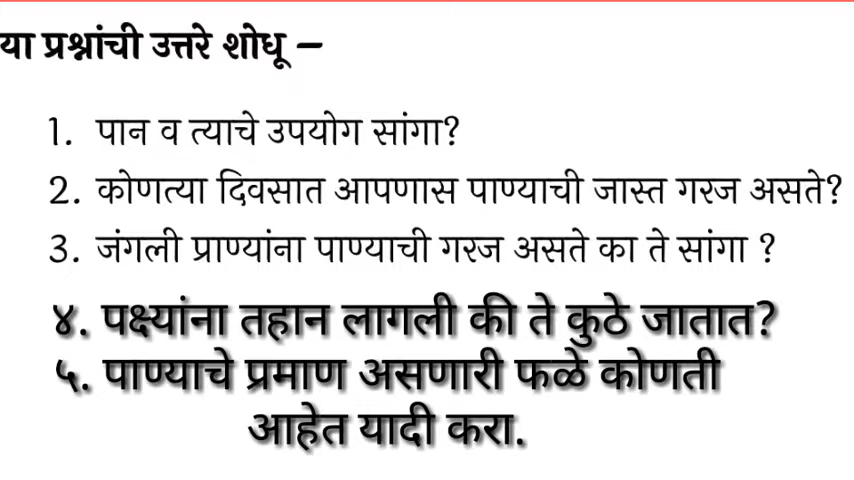 या प्रश्नांची उत्तरे शोधू –
1. पान व त्याचे उपयोग सांगा?
2. कोणत्या दिवसात आपणास पाण्याची जास्त गरज असते?
3. जंगली प्राण्यांना पाण्याची गरज असते का ते सांगा ?
४. पक्ष्यांना तहान लागली की ते कुठे जातात?
५. पाण्याचे प्रमाण असणारी फळे कोणती
आहेत यादी करा.